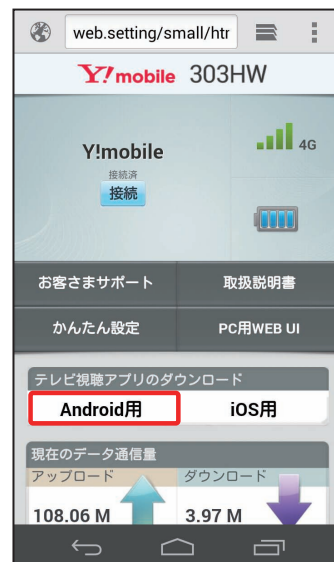 web.setting/small/htr
Y!mobile 303HW
Y!mobile
接続済
接続
4G
お客さまサポート
取扱説明書
かんたん設定
PC用WEB UI
テレビ視聴アプリのダウンロード
Android用
iOS用
現在のデータ通信量
アップロード
ダウンロード
108.06 M
3.97 M